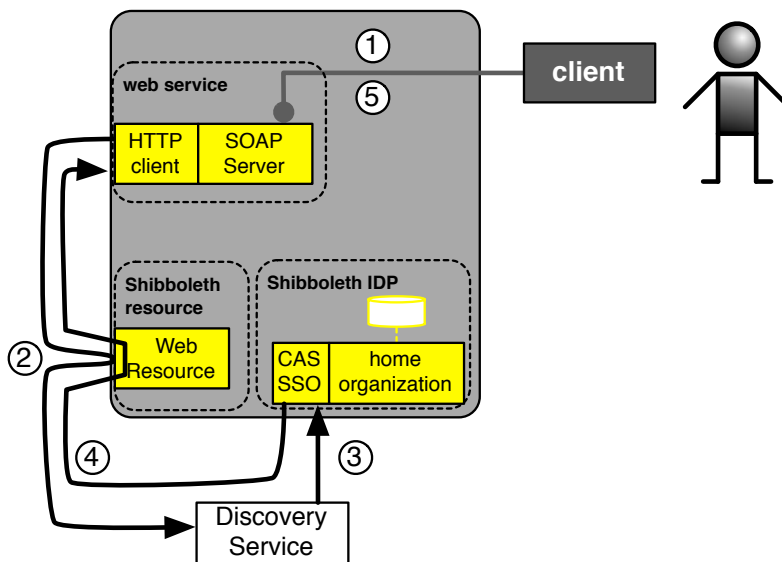 ①
client
web service
⑤
HTTP
client
SOAP
Server
Shibboleth
resource
Shibboleth IDP
②
Web
Resource
CAS
SSO
home
organization
④
③
Discovery
Service